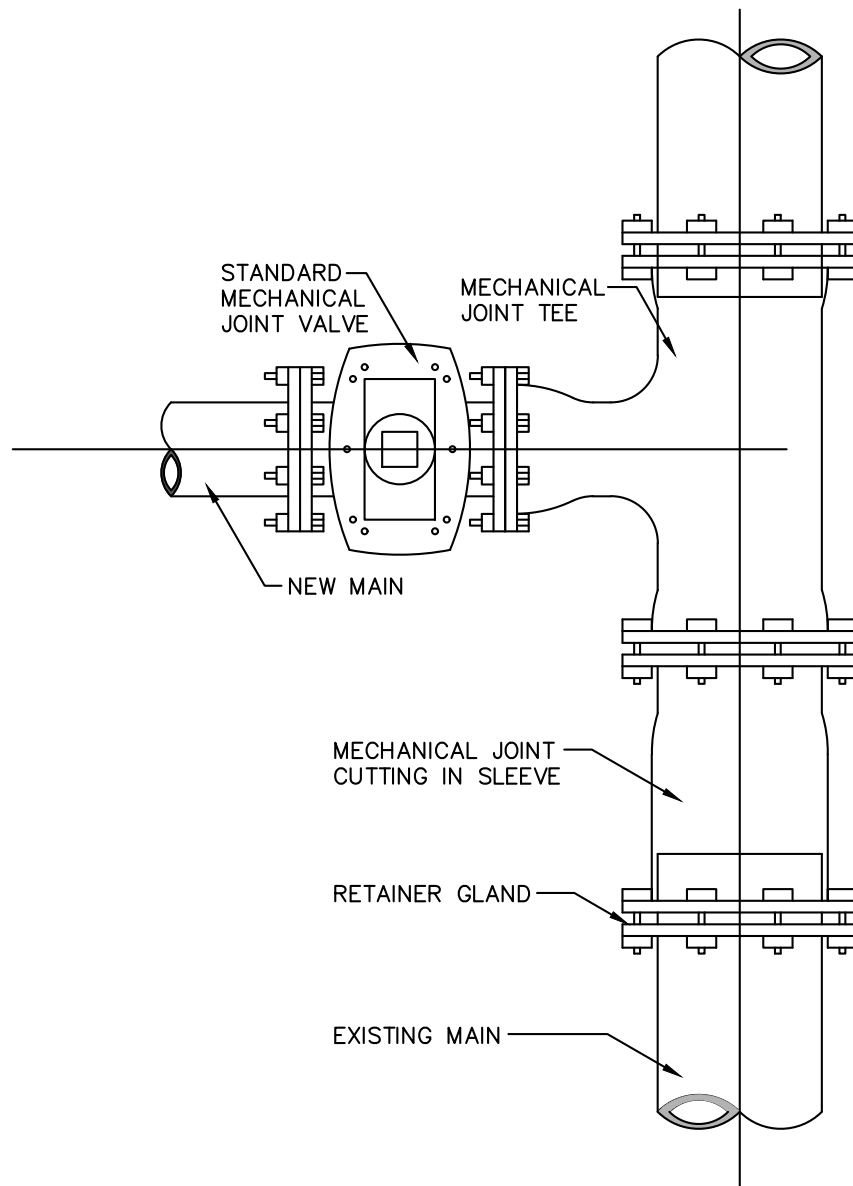 STANDARD
MECHANICAL
JOINT VALVE
MECHANICAL
JOINT TEE
NEW MAIN
MECHANICAL JOINT
CUTTING IN SLEEVE
RETAINER GLAND
EXISTING MAIN